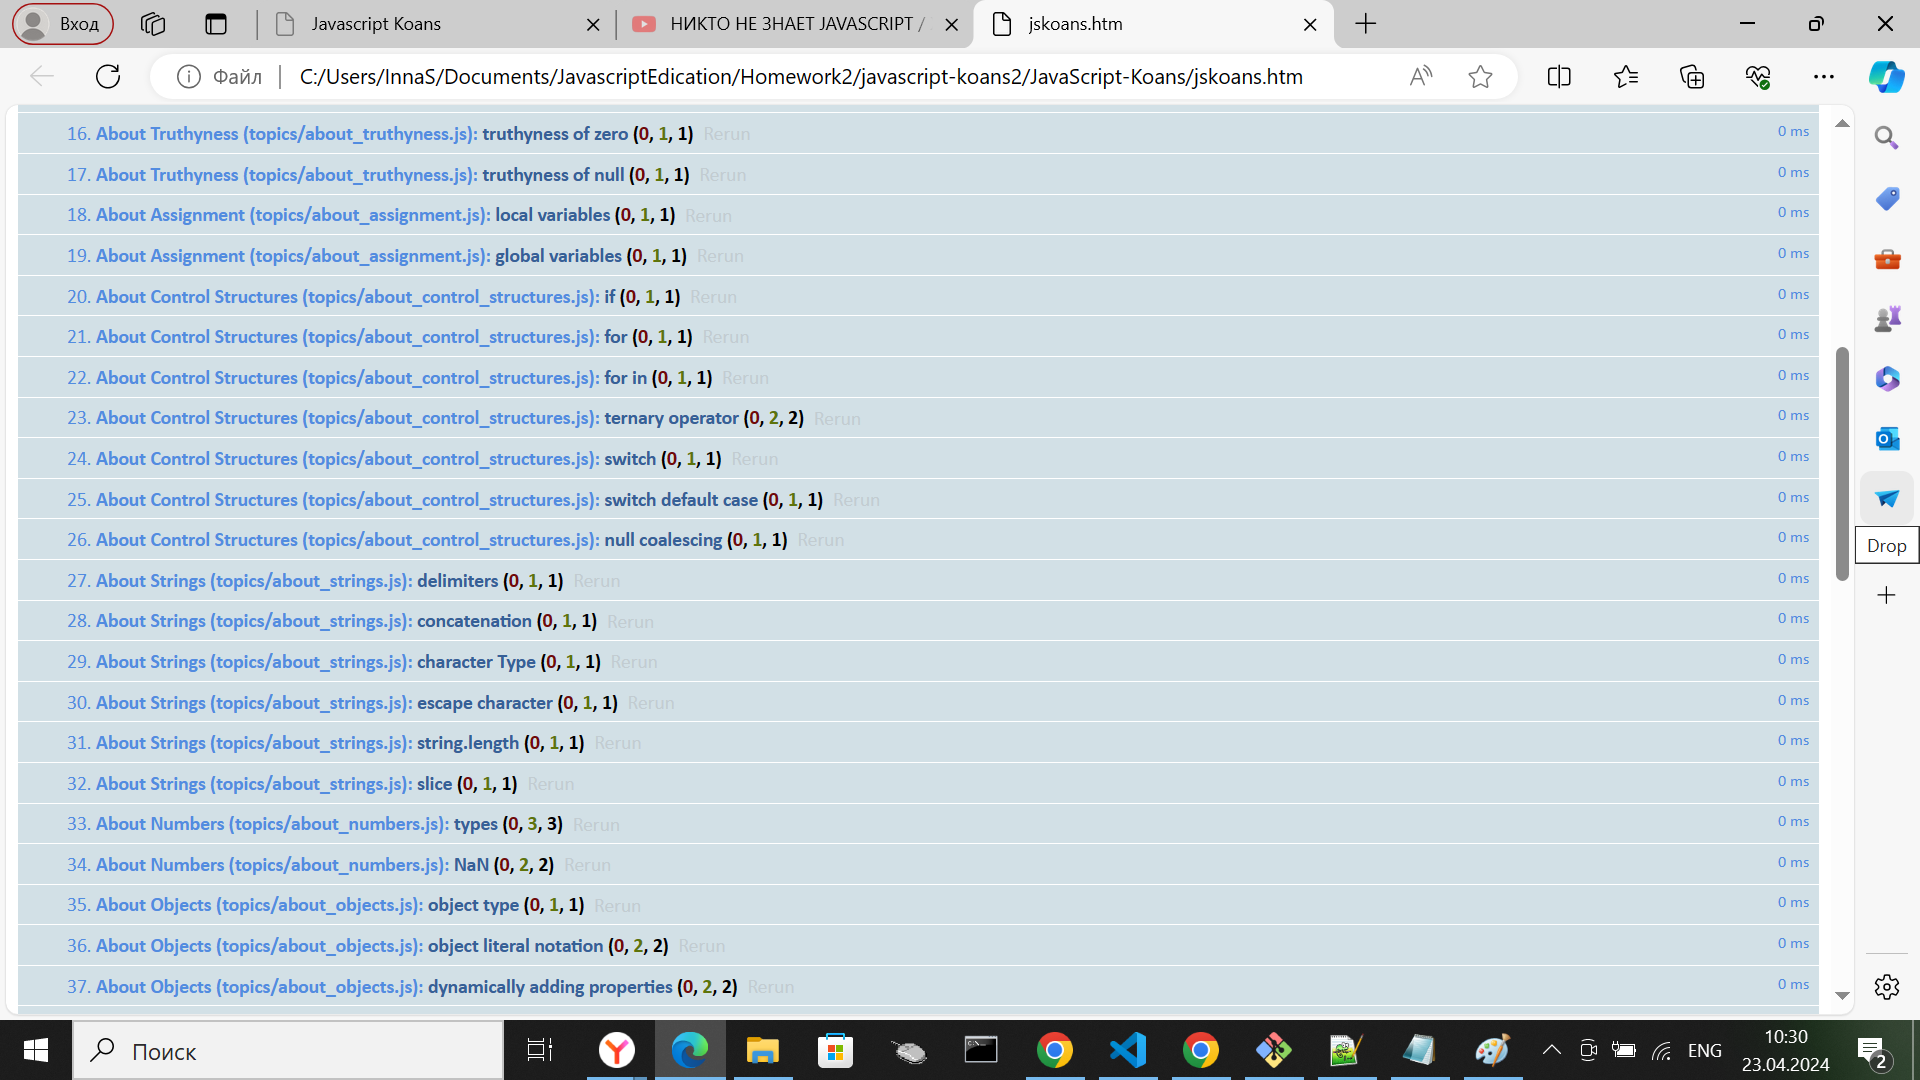 Вход
Javascript Koans
НИКТО НЕ ЗНАЕТ JAVASCRIPT /
jskoans.htm
Файл
C:/Users/InnaS/Documents/JavascriptEdication/Homework2/javascript-koans2/JavaScript-Koans/jskoans.htm
16. About Truthyness (topics/about_truthyness.js): truthyness of zero (0, 1, 1) Rerun 0 ms
17. About Truthyness (topics/about_truthyness.js): truthyness of null (0, 1, 1) Rerun 0 ms
18. About Assignment (topics/about_assignment.js): local variables (0, 1, 1) Rerun 0 ms
19. About Assignment (topics/about_assignment.js): global variables (0, 1, 1) Rerun 0 ms
20. About Control Structures (topics/about_control_structures.js): if (0, 1, 1) Rerun 0 ms
21. About Control Structures (topics/about_control_structures.js): for (0, 1, 1) Rerun 0 ms
22. About Control Structures (topics/about_control_structures.js): for in (0, 1, 1) Rerun 0 ms
23. About Control Structures (topics/about_control_structures.js): ternary operator (0, 2, 2) Rerun 0 ms
24. About Control Structures (topics/about_control_structures.js): switch (0, 1, 1) Rerun 0 ms
25. About Control Structures (topics/about_control_structures.js): switch default case (0, 1, 1) Rerun 0 ms
26. About Control Structures (topics/about_control_structures.js): null coalescing (0, 1, 1) Rerun 0 ms
Drop
27. About Strings (topics/about_strings.js): delimiters (0, 1, 1) Rerun 0 ms
28. About Strings (topics/about_strings.js): concatenation (0, 1, 1) Rerun 0 ms
29. About Strings (topics/about_strings.js): character Type (0, 1, 1) Rerun 0 ms
30. About Strings (topics/about_strings.js): escape character (0, 1, 1) Rerun 0 ms
31. About Strings (topics/about_strings.js): string.length (0, 1, 1) Rerun 0 ms
32. About Strings (topics/about_strings.js): slice (0, 1, 1) Rerun 0 ms
33. About Numbers (topics/about_numbers.js): types (0, 3, 3) Rerun 0 ms
34. About Numbers (topics/about_numbers.js): NaN (0, 2, 2) Rerun 0 ms
35. About Objects (topics/about_objects.js): object type (0, 1, 1) Rerun 0 ms
36. About Objects (topics/about_objects.js): object literal notation (0, 2, 2) Rerun 0 ms
37. About Objects (topics/about_objects.js): dynamically adding properties (0, 2, 2) Rerun 0 ms
Поиск
ENG
10:30
23.04.2024
2